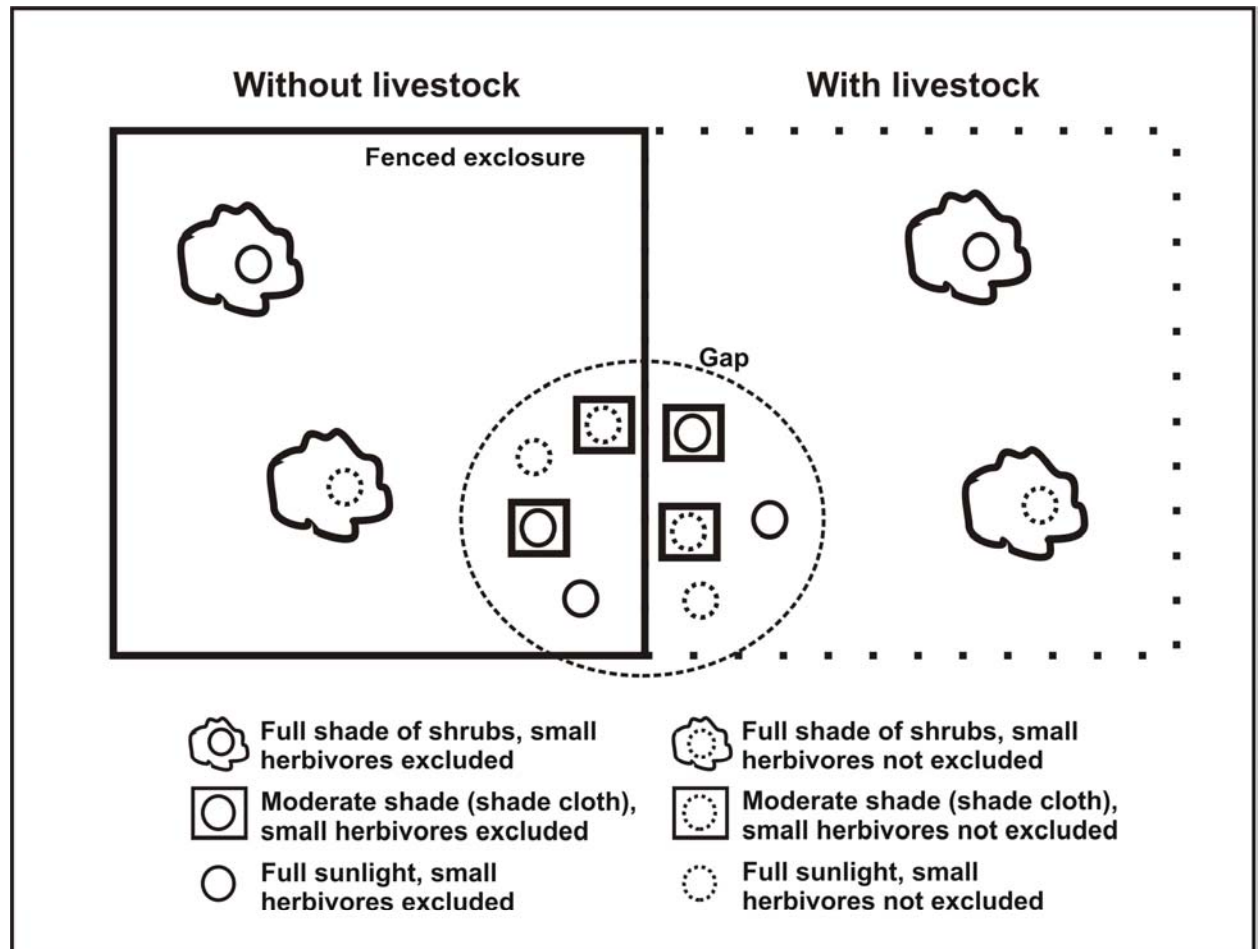 Without livestock
With livestock
Fenced exclosure
Gap
Full shade of shrubs, small
herbivores excluded
Full shade of shrubs, small
herbivores not excluded
Moderate shade (shade cloth),
small herbivores excluded
Moderate shade (shade cloth),
small herbivores not excluded
Full sunlight, small
herbivores excluded
Full sunlight, small
herbivores not excluded